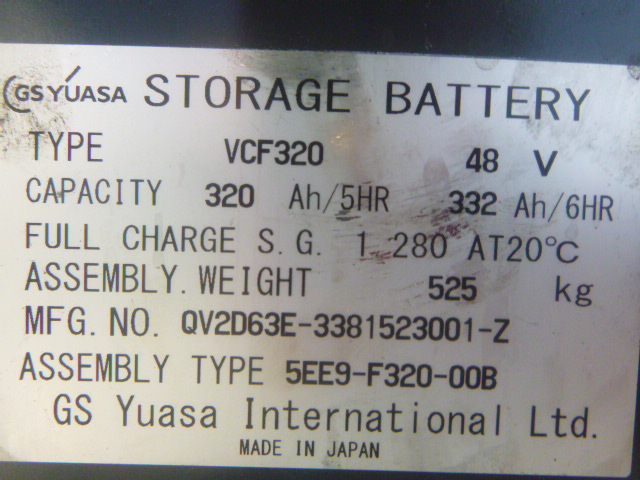 GS YUASA STORAGE BATTERY
TYPE VCF320 48 V
CAPACITY 320 Ah/5HR 332 Ah/6HR
FULL CHARGE S.G. 1.280 AT20℃
ASSEMBLY.WEIGHT 525 kg
MFG.NO. QV2D63E-3381523001-Z
ASSEMBLY TYPE 5EE9-F320-00B
GS Yuasa International Ltd.
MADE IN JAPAN